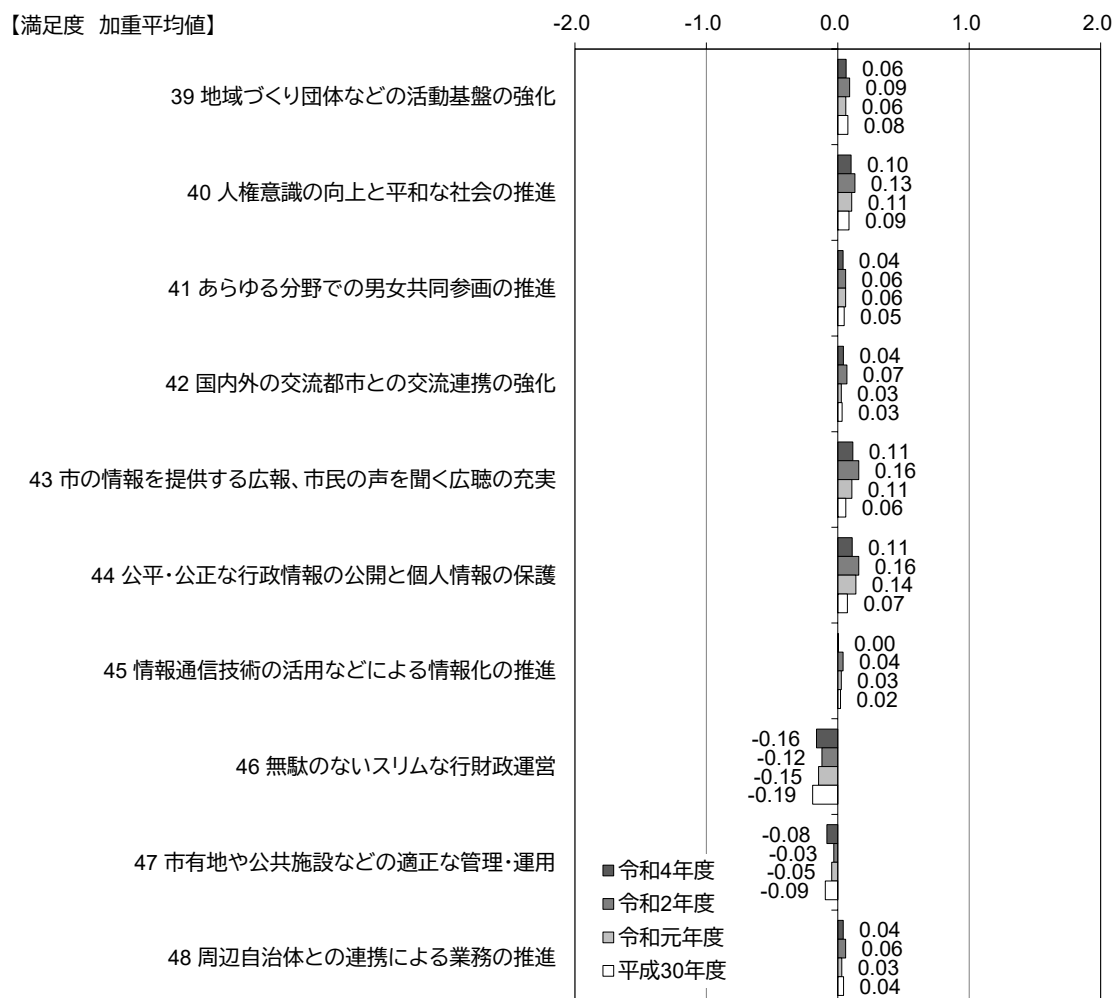 【満足度 加重平均値】
-2.0 -1.0 0.0 1.0 2.0
39 地域づくり団体などの活動基盤の強化
0.06
0.09
0.06
0.08
40 人権意識の向上と平和な社会の推進
0.10
0.13
0.11
0.09
41 あらゆる分野での男女共同参画の推進
0.04
0.06
0.06
0.05
42 国内外の交流都市との交流連携の強化
0.04
0.07
0.03
0.03
43 市の情報を提供する広報、市民の声を聞く広聴の充実
0.11
0.16
0.11
0.06
44 公平・公正な行政情報の公開と個人情報の保護
0.11
0.16
0.14
0.07
45 情報通信技術の活用などによる情報化の推進
0.00
0.04
0.03
0.02
46 無駄のないスリムな行財政運営
-0.16
-0.12
-0.15
-0.19
47 市有地や公共施設などの適正な管理・運用
-0.08
-0.03
-0.05
-0.09
48 周辺自治体との連携による業務の推進
0.04
0.06
0.03
0.04
令和4年度
令和2年度
令和元年度
平成30年度